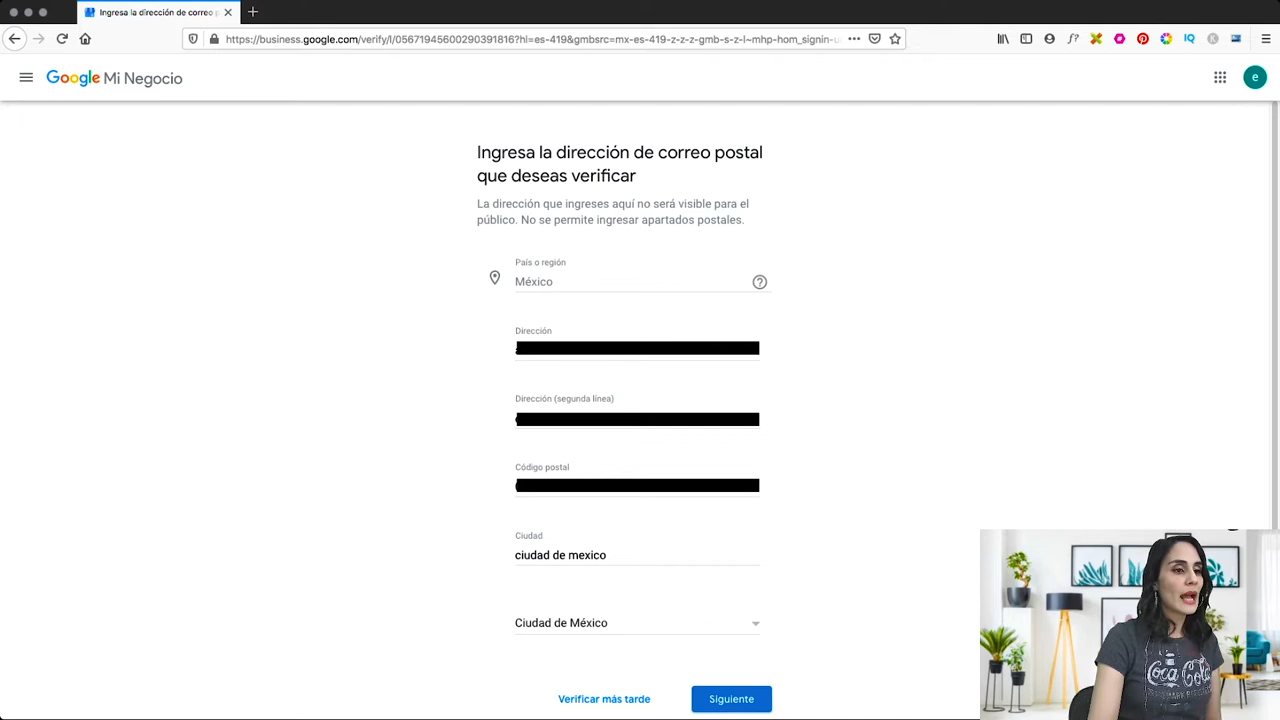 Ingresa la dirección de correo p
https://business.google.com/verify/l/05671945600290391816?hl=es-419&gmbsrc=mx-es-419-z-z-z-gmb-s-z-l~mhp-hom_signin-u
Google Mi Negocio
e
Ingresa la dirección de correo postal
que deseas verificar
La dirección que ingreses aquí no será visible para el
público. No se permite ingresar apartados postales.
País o región
México
Dirección
Dirección (segunda línea)
Código postal
Ciudad
ciudad de mexico
Ciudad de México
Verificar más tarde
Siguiente
Coca Cola